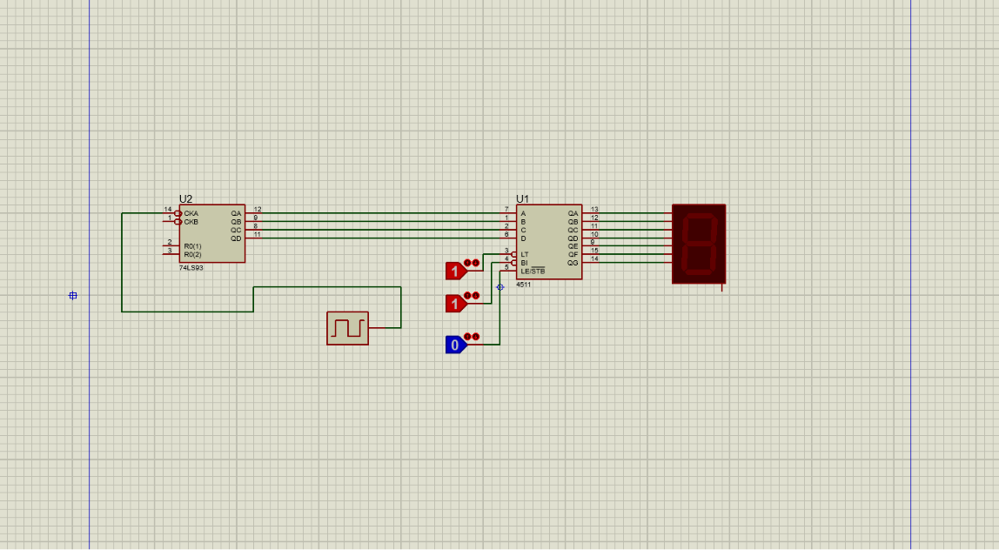 U2
14 CKA QA 12
1 CKB QB 9
QC 8
QD 11
2 R0(1)
3 R0(2)
74LS93
U1
7 A QA 13
1 B QB 12
2 C QC 11
6 D QD 10
QE 9
3 LT QF 15
4 BI QG 14
5 LE/STB
4511
1
1
0